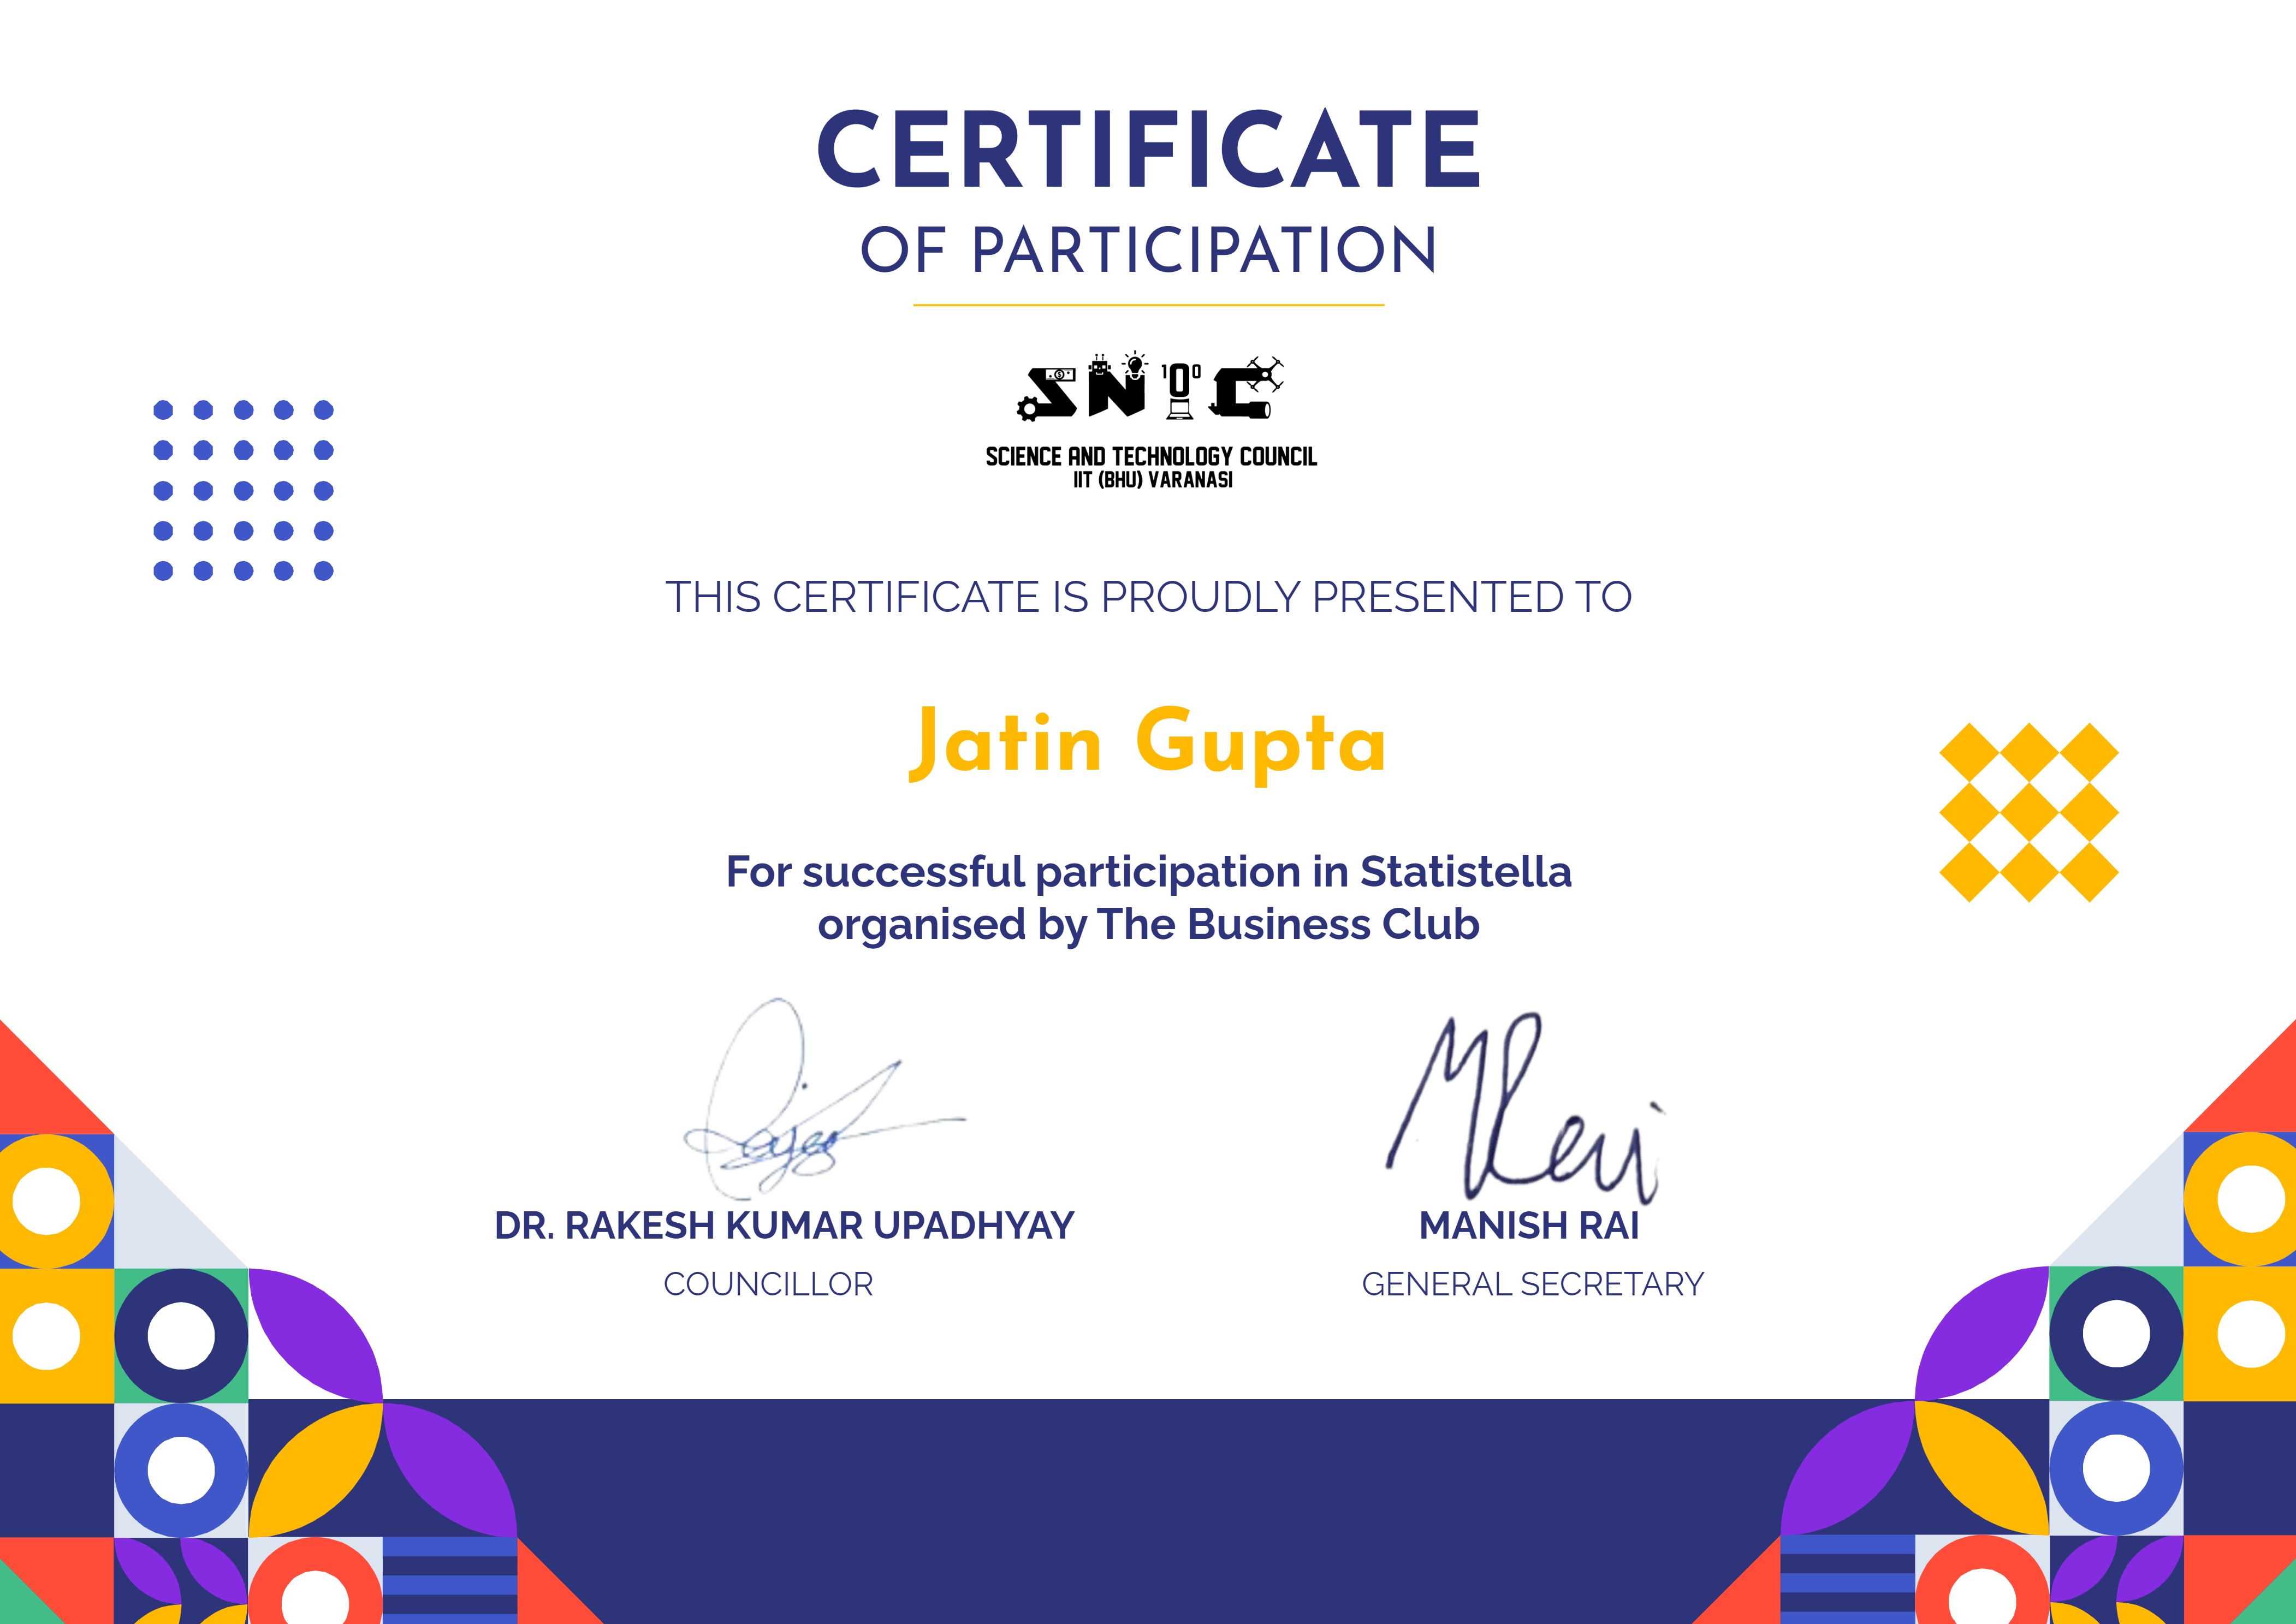 CERTIFICATE
OF PARTICIPATION
SNTC
SCIENCE AND TECHNOLOGY COUNCIL
IIT (BHU) VARANASI
THIS CERTIFICATE IS PROUDLY PRESENTED TO
Jatin Gupta
For successful participation in Statistella
organised by The Business Club
DR. RAKESH KUMAR UPADHYAY
COUNCILLOR
MANISH RAI
GENERAL SECRETARY